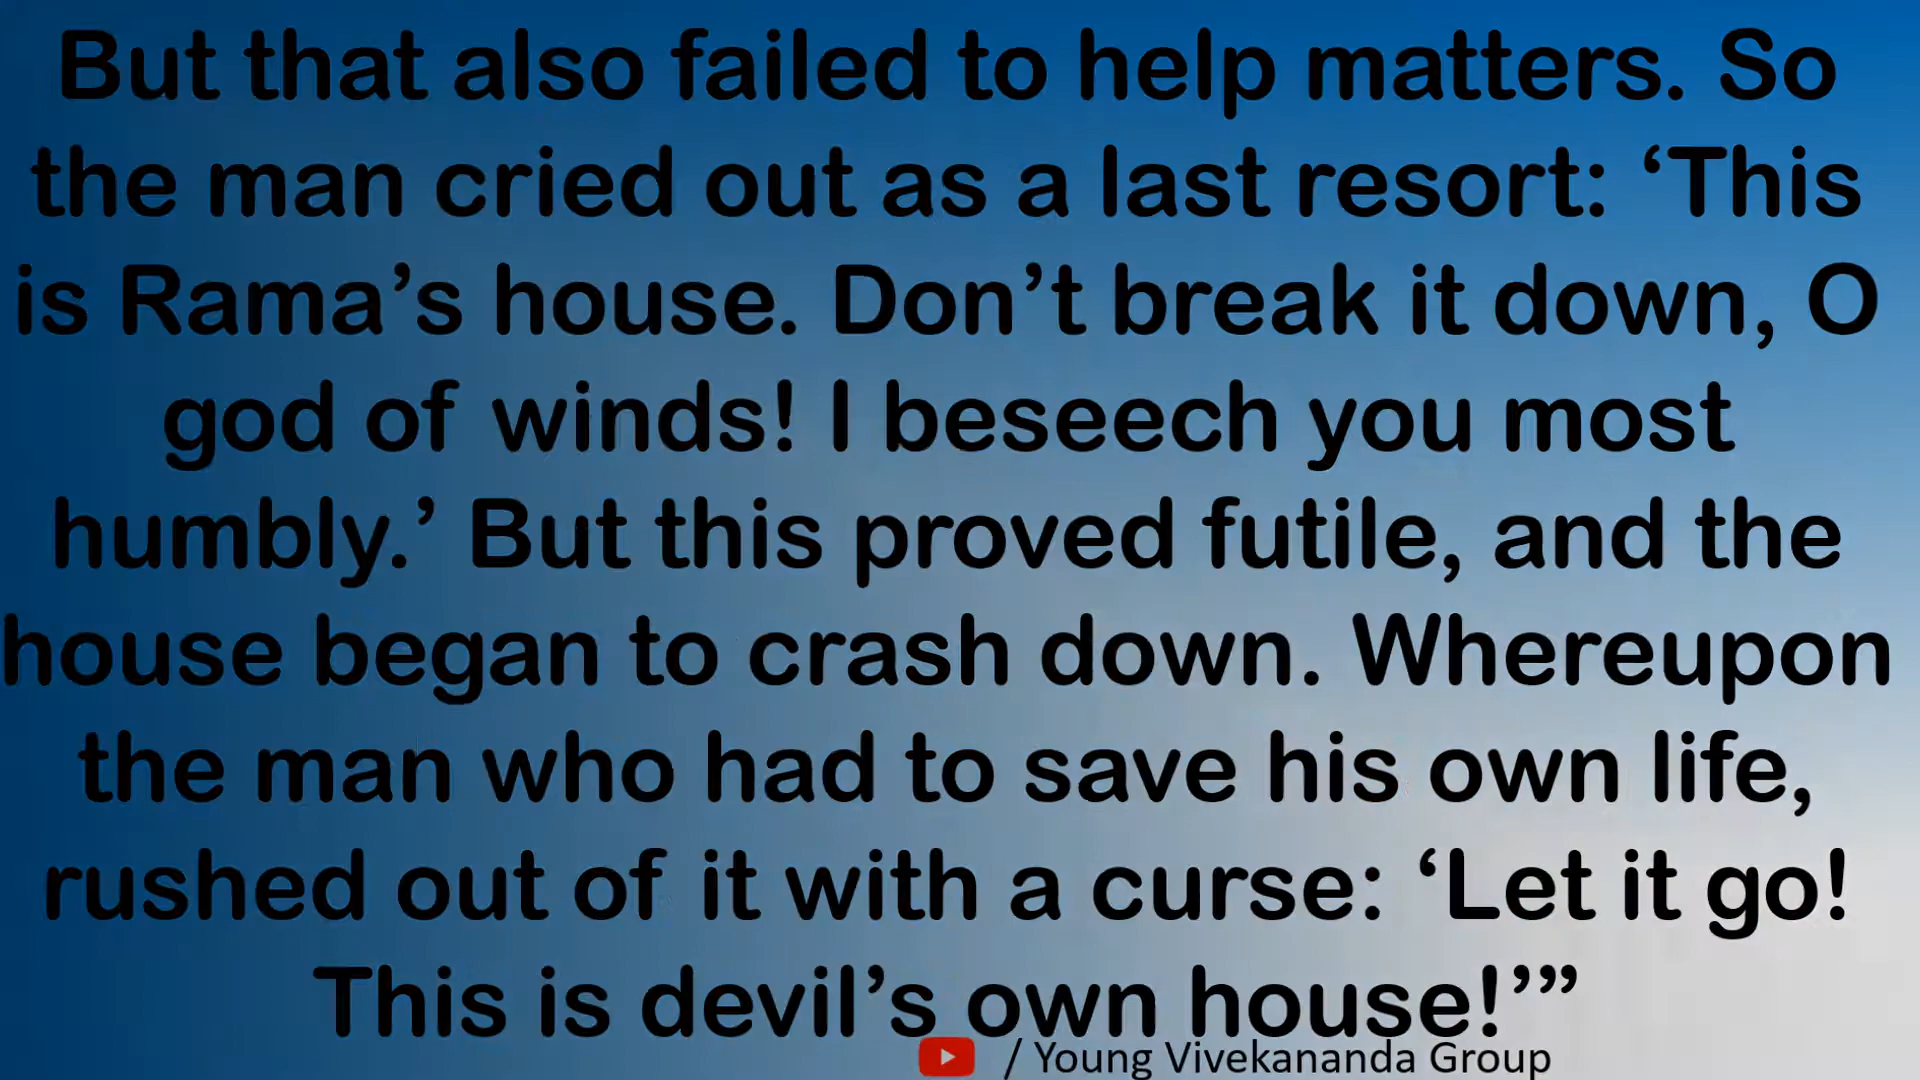 But that also failed to help matters. So
the man cried out as a last resort: ‘This
is Rama’s house. Don’t break it down, O
god of winds! I beseech you most
humbly.’ But this proved futile, and the
house began to crash down. Whereupon
the man who had to save his own life,
rushed out of it with a curse: ‘Let it go!
This is devil’s own house!’”
/ Young Vivekananda Group